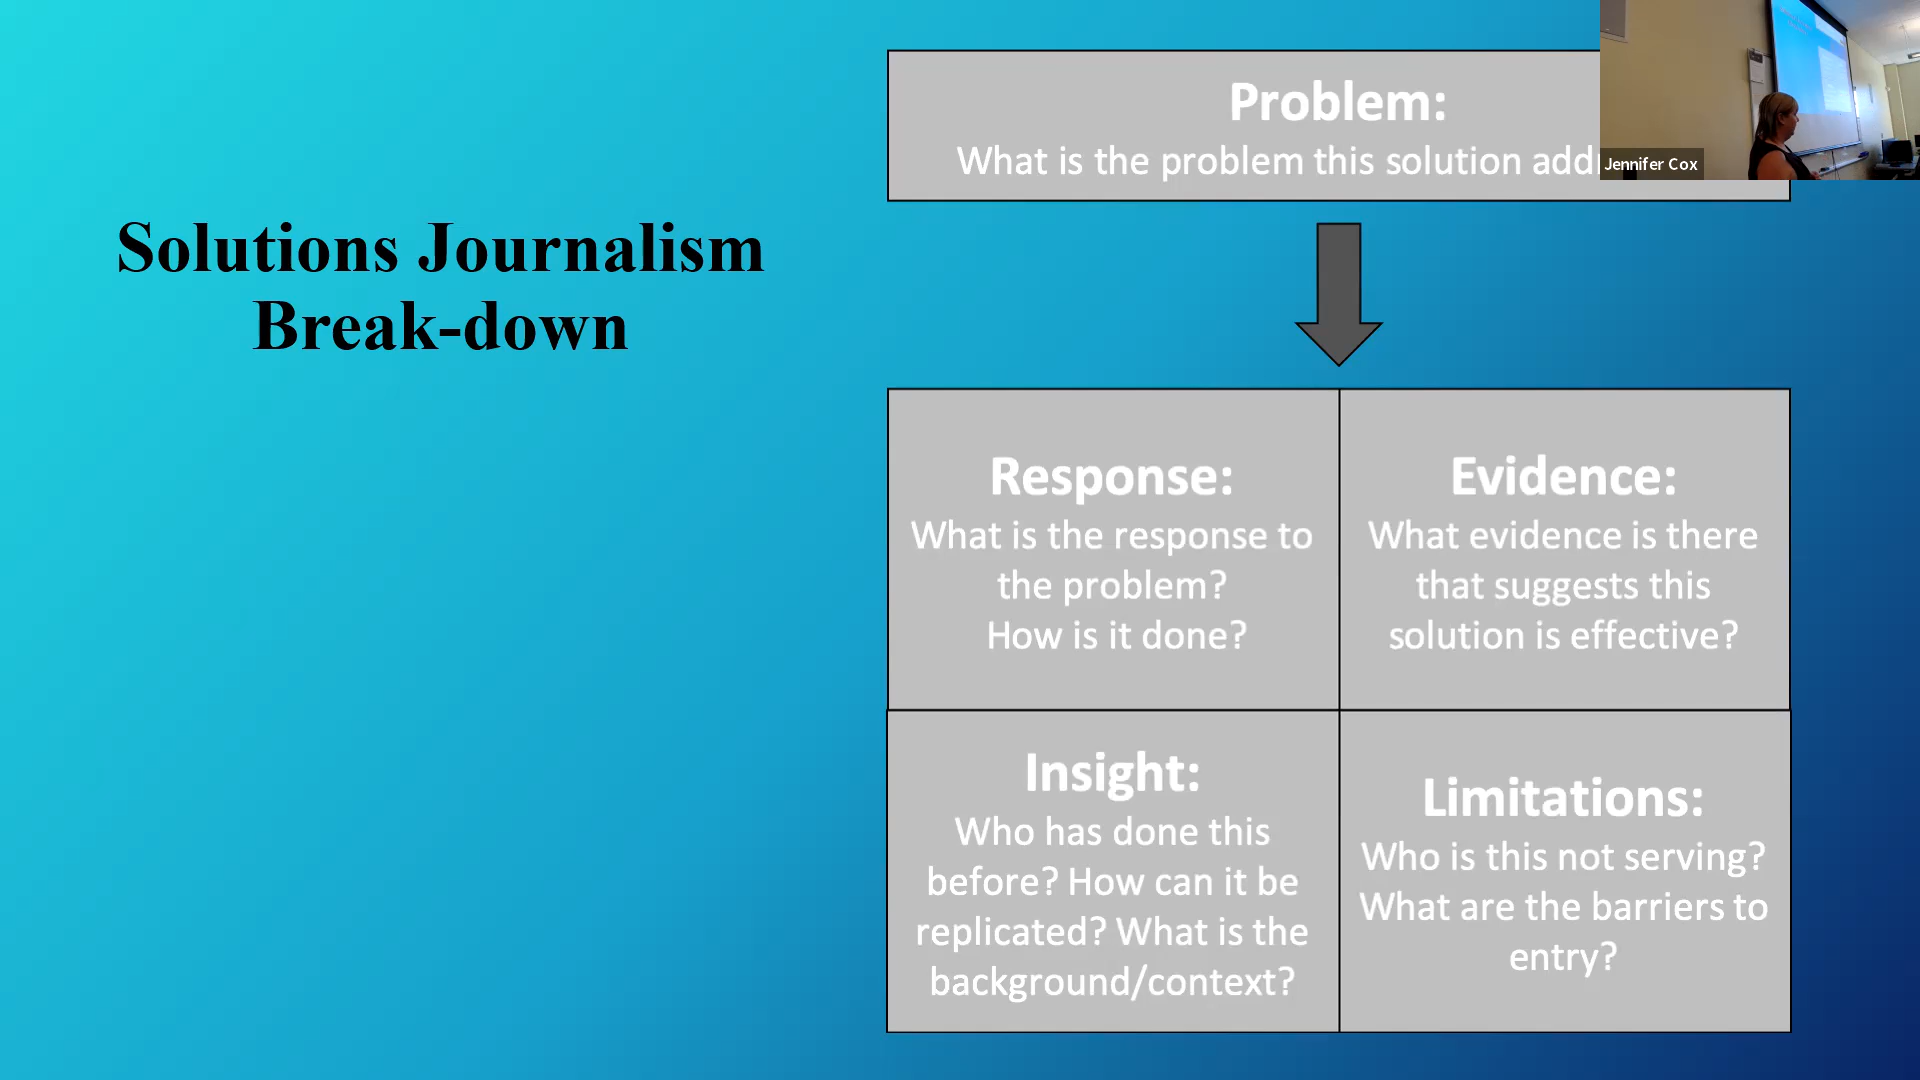 Solutions Journalism
Break-down
Problem:
What is the problem this solution
Jennifer Cox
Response:
What is the response to
the problem?
How is it done?
Evidence:
What evidence is there
that suggests this
solution is effective?
Insight:
Who has done this
before? How can it be
replicated? What is the
background/context?
Limitations:
Who is this not serving?
What are the barriers to
entry?